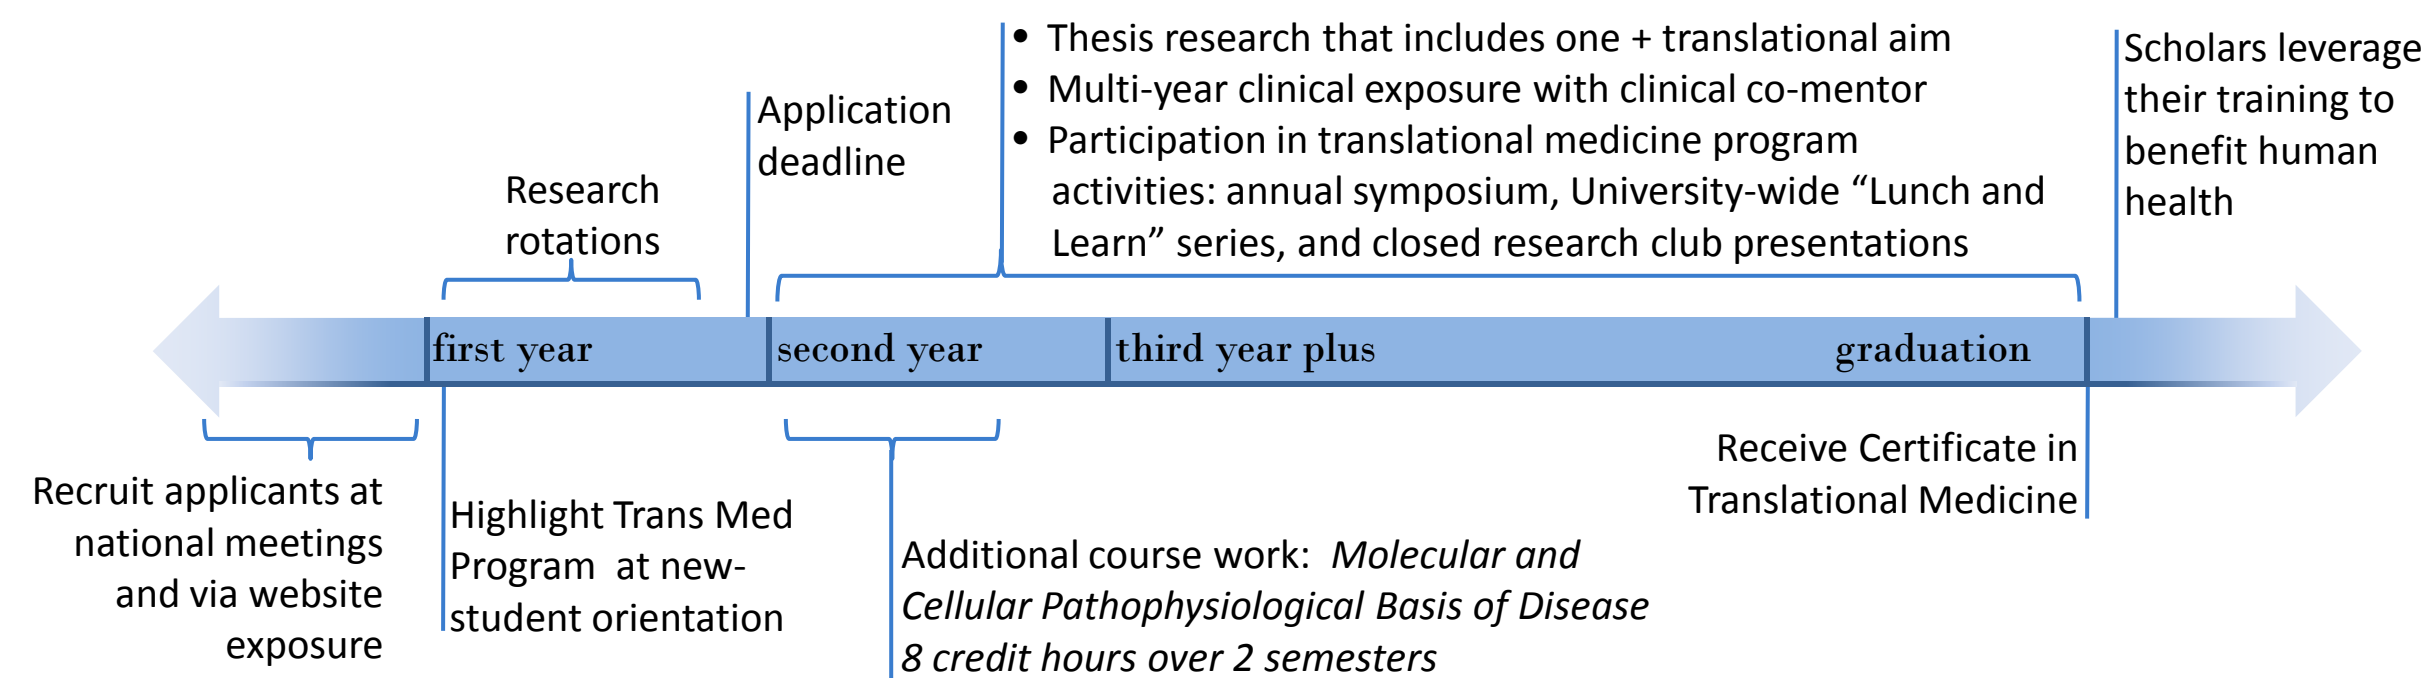 • Thesis research that includes one + translational aim
• Multi-year clinical exposure with clinical co-mentor
• Participation in translational medicine program
activities: annual symposium, University-wide “Lunch and
Learn” series, and closed research club presentations
Scholars leverage
their training to
benefit human
health
Application
deadline
Research
rotations
first year
second year
third year plus
graduation
Recruit applicants at
national meetings
and via website
exposure
Highlight Trans Med
Program at new-
student orientation
Additional course work: Molecular and
Cellular Pathophysiological Basis of Disease
8 credit hours over 2 semesters
Receive Certificate in
Translational Medicine